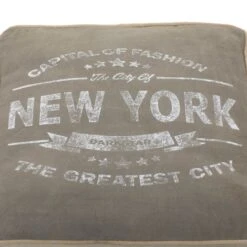 CAPITAL OF FASHION
The City Of
NEW YORK
THE GREATEST CITY